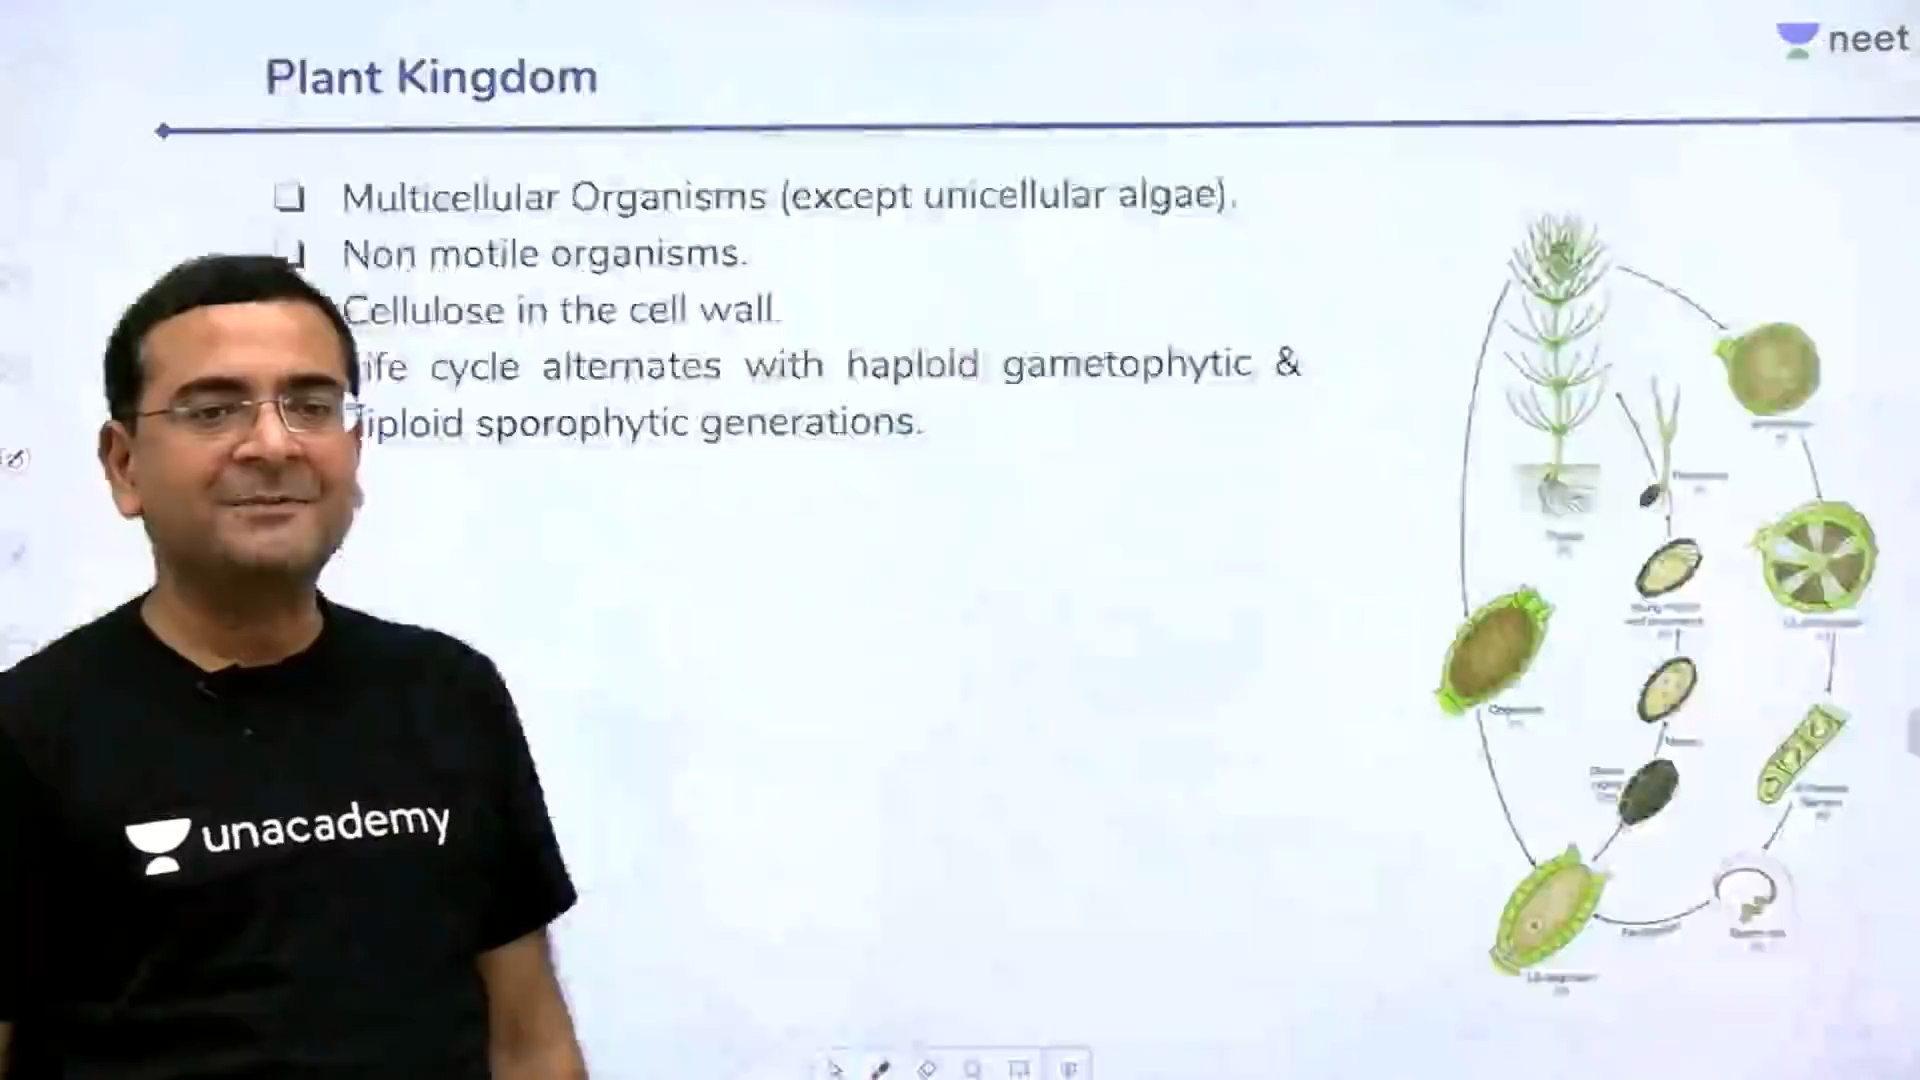 neet
Plant Kingdom
Multicellular Organisms (except unicellular algae).
Non motile organisms.
Cellulose in the cell wall.
ife cycle alternates with haploid gametophytic &
iploid sporophytic generations.
unacademy